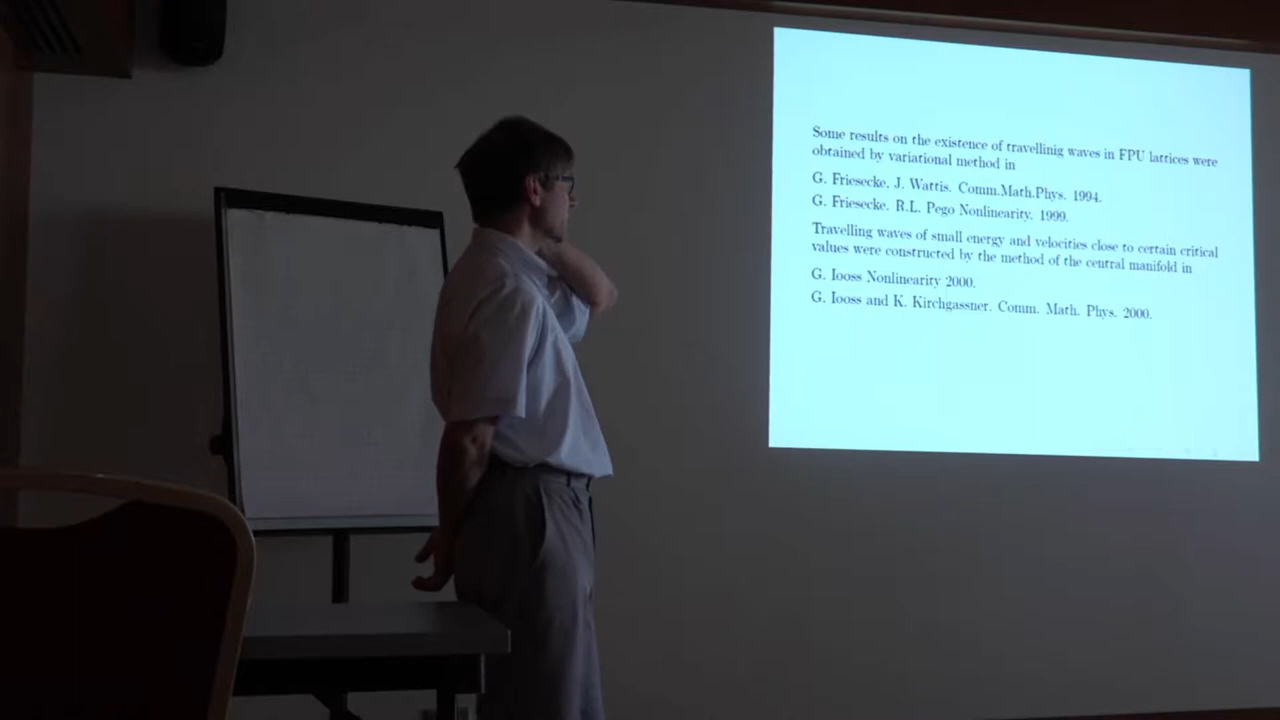 Some results on the existence of travellinig waves in FPU lattices were
obtained by variational method in
G. Friesecke, J. Wattis. Comm.Math.Phys. 1994.
G. Friesecke, R.L. Pego Nonlinearity. 1999.
Travelling waves of small energy and velocities close to certain critical
values were constructed by the method of the central manifold in
G. Iooss Nonlinearity 2000.
G. Iooss and K. Kirchgassner. Comm. Math. Phys. 2000.